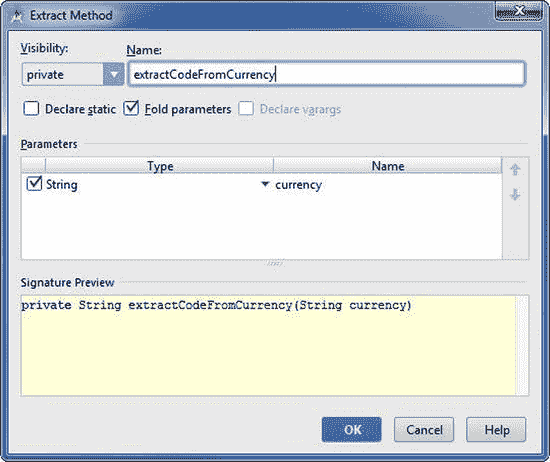 Extract Method
Visibility: Name:
private extractCodeFromCurrency
Declare static Fold parameters Declare varargs
Parameters
Type Name
String currency
Signature Preview
private String extractCodeFromCurrency(String currency)
OK Cancel Help